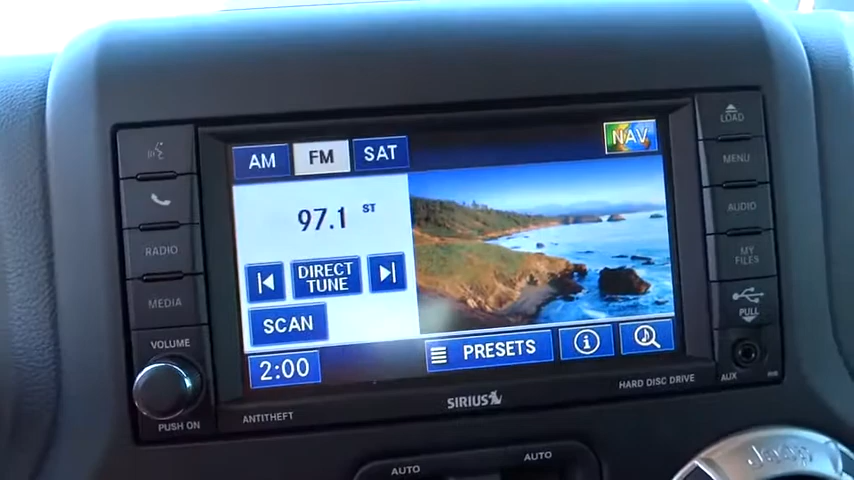 AM
FM
SAT
NAV
97.1 ST
DIRECT
TUNE
SCAN
2:00
PRESETS
RADIO
MEDIA
VOLUME
PUSH ON
ANTITHEFT
SIRIUS
HARD DISC DRIVE
LOAD
MENU
AUDIO
MY
FILES
PULL
AUX
AUTO
AUTO
Jeep